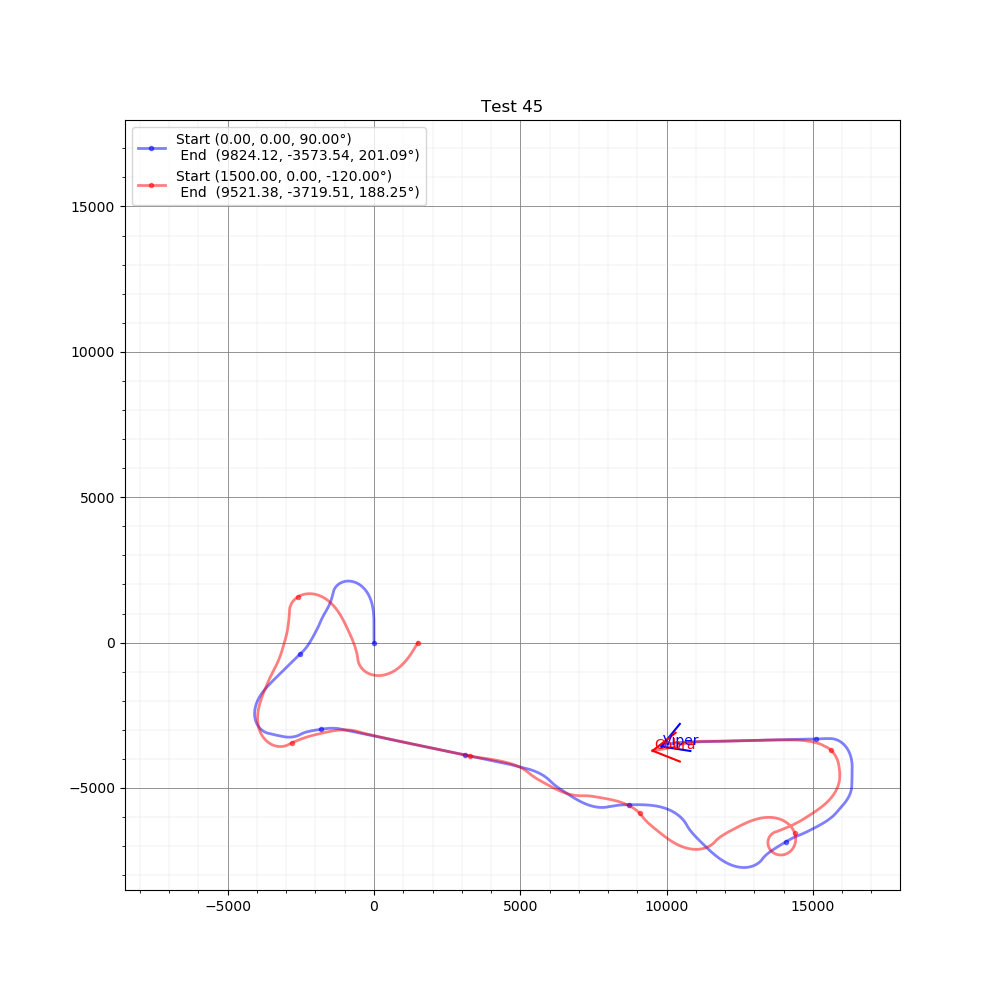 Test 45
Start (0.00, 0.00, 90.00°)
End (9824.12, -3573.54, 201.09°)
Start (1500.00, 0.00, -120.00°)
End (9521.38, -3719.51, 188.25°)
15000
10000
5000
0
−5000
Viper
−5000
0
5000
10000
15000